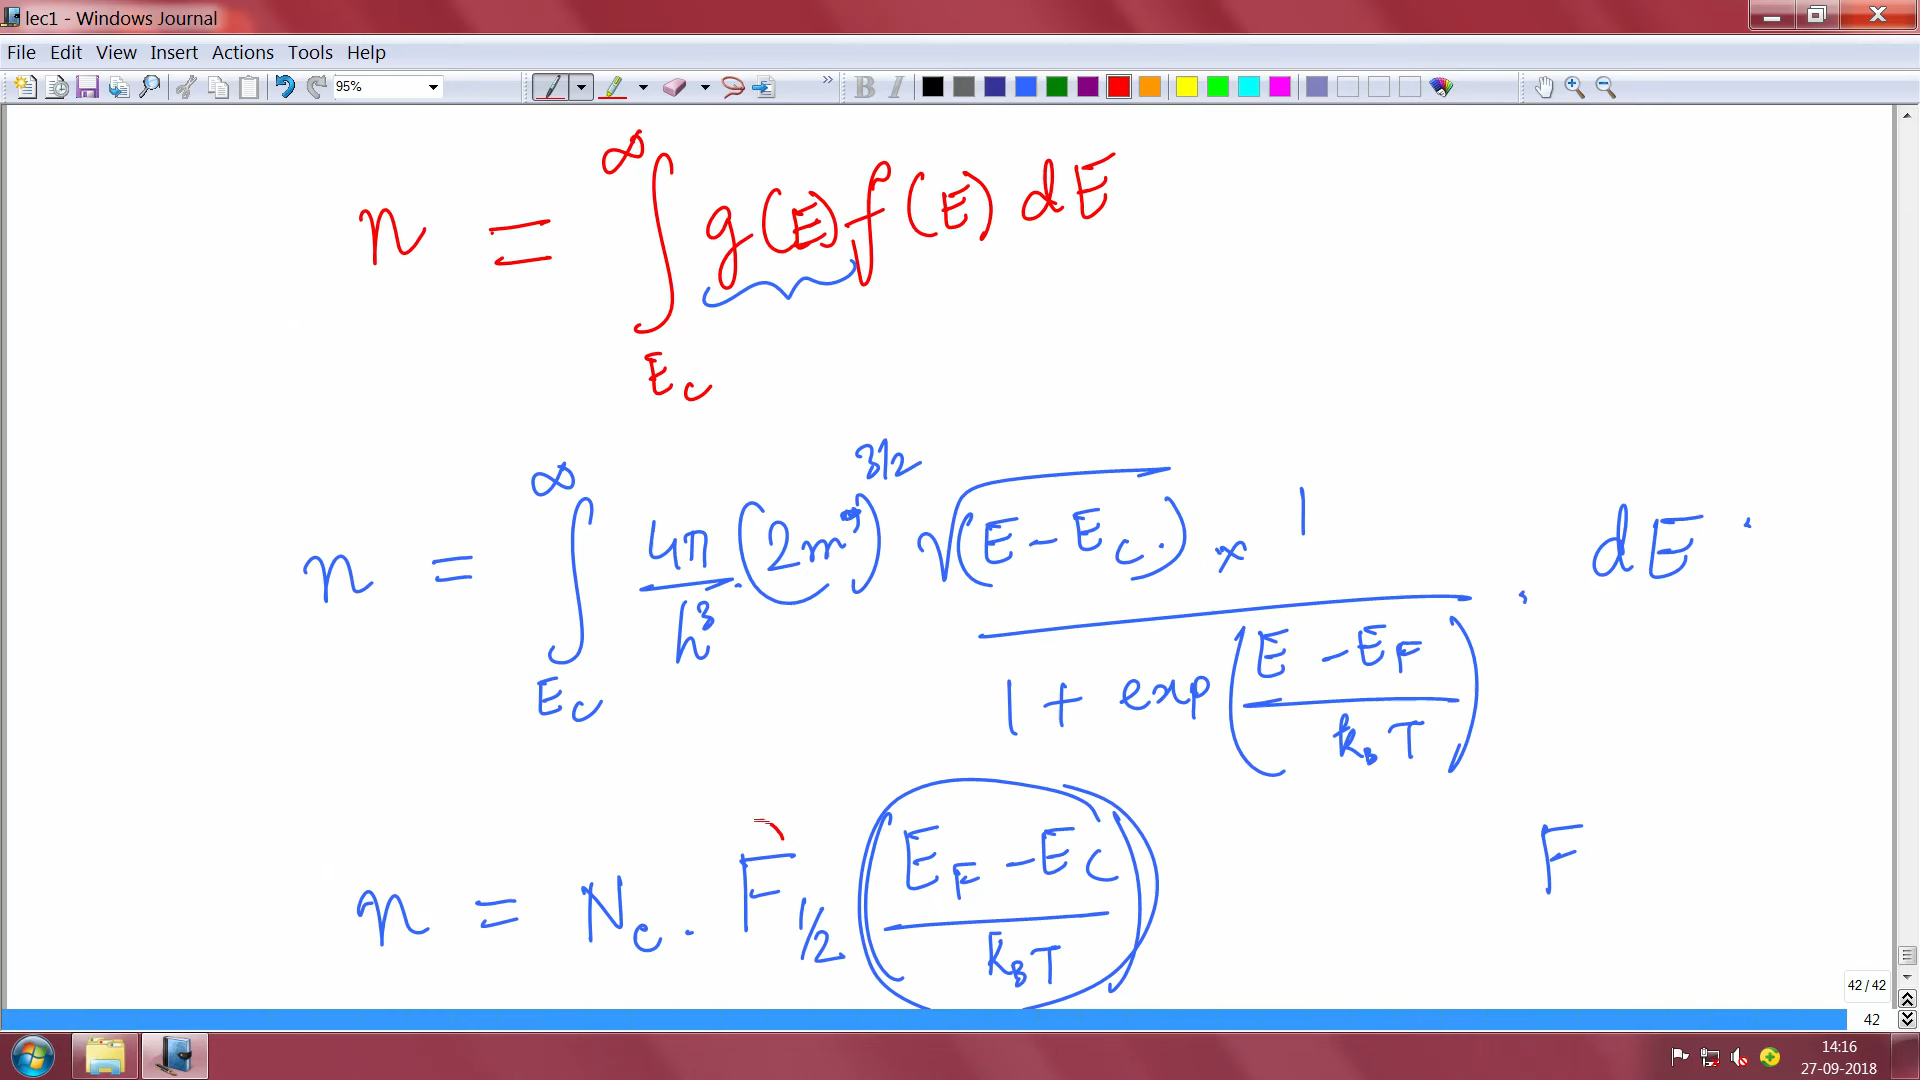 lec1 - Windows Journal
File Edit View Insert Actions Tools Help
95% B I
n = ∫_{E_c}^{∞} g(E) f(E) dE
n = ∫_{E_c}^{∞} 4π/h³ · (2m*)^{3/2} √(E - E_c.) × 1/(1 + exp((E - E_F)/(k_B T))) · dE
n = N_c · F_{1/2} ((E_F - E_C)/(k_B T)) F
42 / 42
42
14:16
27-09-2018